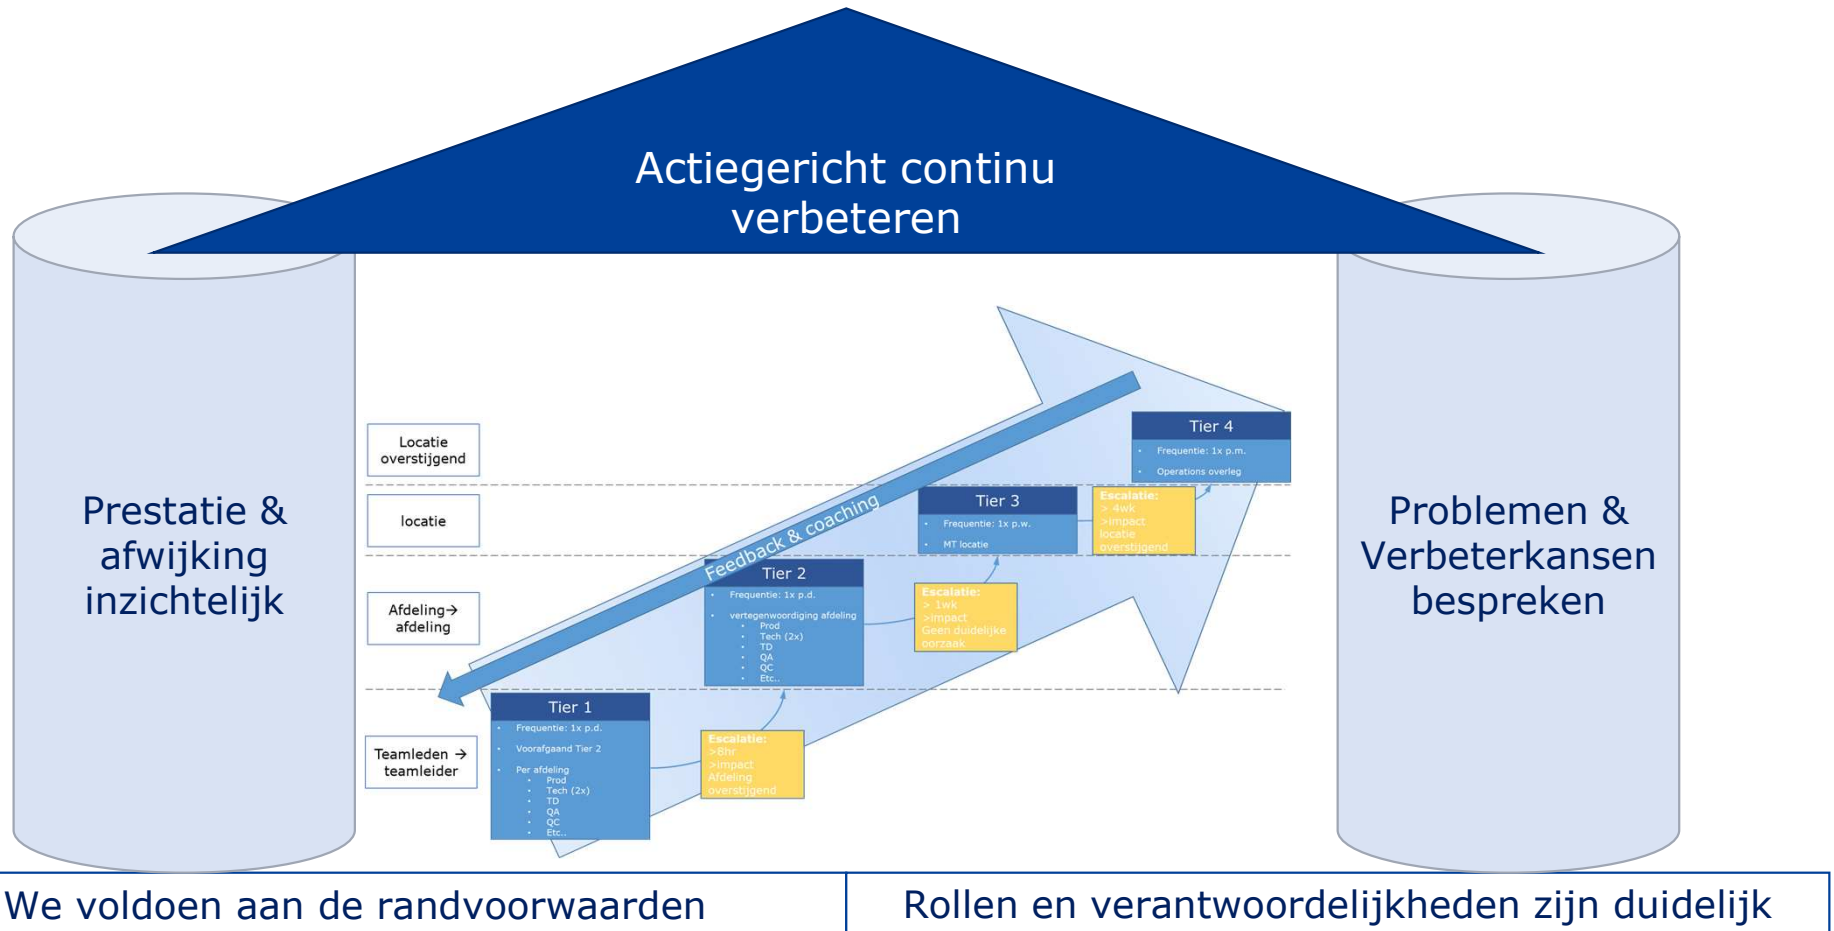 Actiegericht continu
verbeteren
Prestatie &
afwijking
inzichtelijk
Problemen &
Verbeterkansen
bespreken
Locatie
overstijgend
locatie
Afdeling→
afdeling
Teamleden →
teamleider
Feedback & coaching
Tier 4
• Frequentie: 1x p.m.
• Operations overleg
Tier 3
• Frequentie: 1x p.w.
• MT locatie
Escalatie:
> 4wk
>impact
locatie
overstijgend
Tier 2
• Frequentie: 1x p.d.
• vertegenwoordiging afdeling
• Prod
• Tech (2x)
• TD
• QA
• QC
• Etc..
Escalatie:
> 1wk
>impact
Geen duidelijke
oorzaak
Tier 1
• Frequentie: 1x p.d.
• Voorafgaand Tier 2
• Per afdeling
• Prod
• Tech (2x)
• TD
• QA
• QC
• Etc..
Escalatie:
>8hr
>impact
Afdeling
overstijgend
We voldoen aan de randvoorwaarden
Rollen en verantwoordelijkheden zijn duidelijk